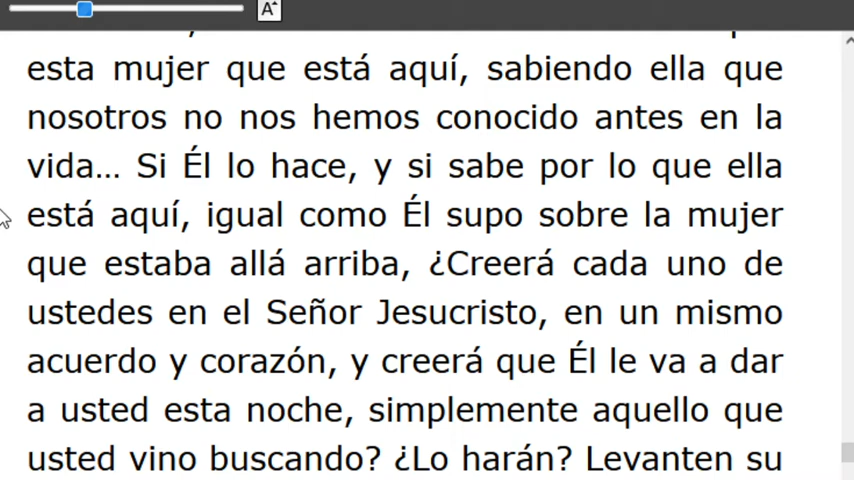 A
esta mujer que está aquí, sabiendo ella que
nosotros no nos hemos conocido antes en la
vida... Si Él lo hace, y si sabe por lo que ella
está aquí, igual como Él supo sobre la mujer
que estaba allá arriba, ¿Creerá cada uno de
ustedes en el Señor Jesucristo, en un mismo
acuerdo y corazón, y creerá que Él le va a dar
a usted esta noche, simplemente aquello que
usted vino buscando? ¿Lo harán? Levanten su